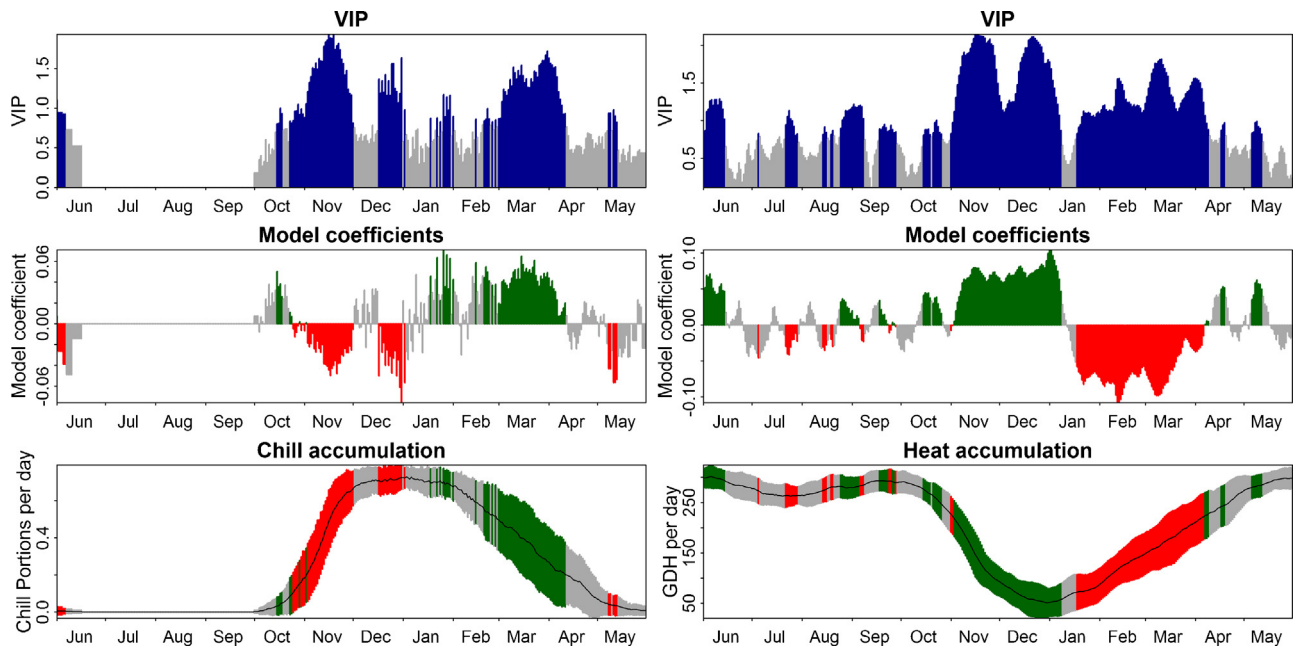 VIP
VIP
1.5
1.0
0.5
0.0
VIP
Jun Jul Aug Sep Oct Nov Dec Jan Feb Mar Apr May
VIP
1.5
0.5
Jun Jul Aug Sep Oct Nov Dec Jan Feb Mar Apr May
Model coefficients
Model coefficients
0.06
0.00
-0.06
Model coefficient
Jun Jul Aug Sep Oct Nov Dec Jan Feb Mar Apr May
0.10
0.00
-0.10
Model coefficient
Jun Jul Aug Sep Oct Nov Dec Jan Feb Mar Apr May
Chill accumulation
Heat accumulation
Chill Portions per day
0.4
0.0
Jun Jul Aug Sep Oct Nov Dec Jan Feb Mar Apr May
GDH per day
250
150
50
Jun Jul Aug Sep Oct Nov Dec Jan Feb Mar Apr May